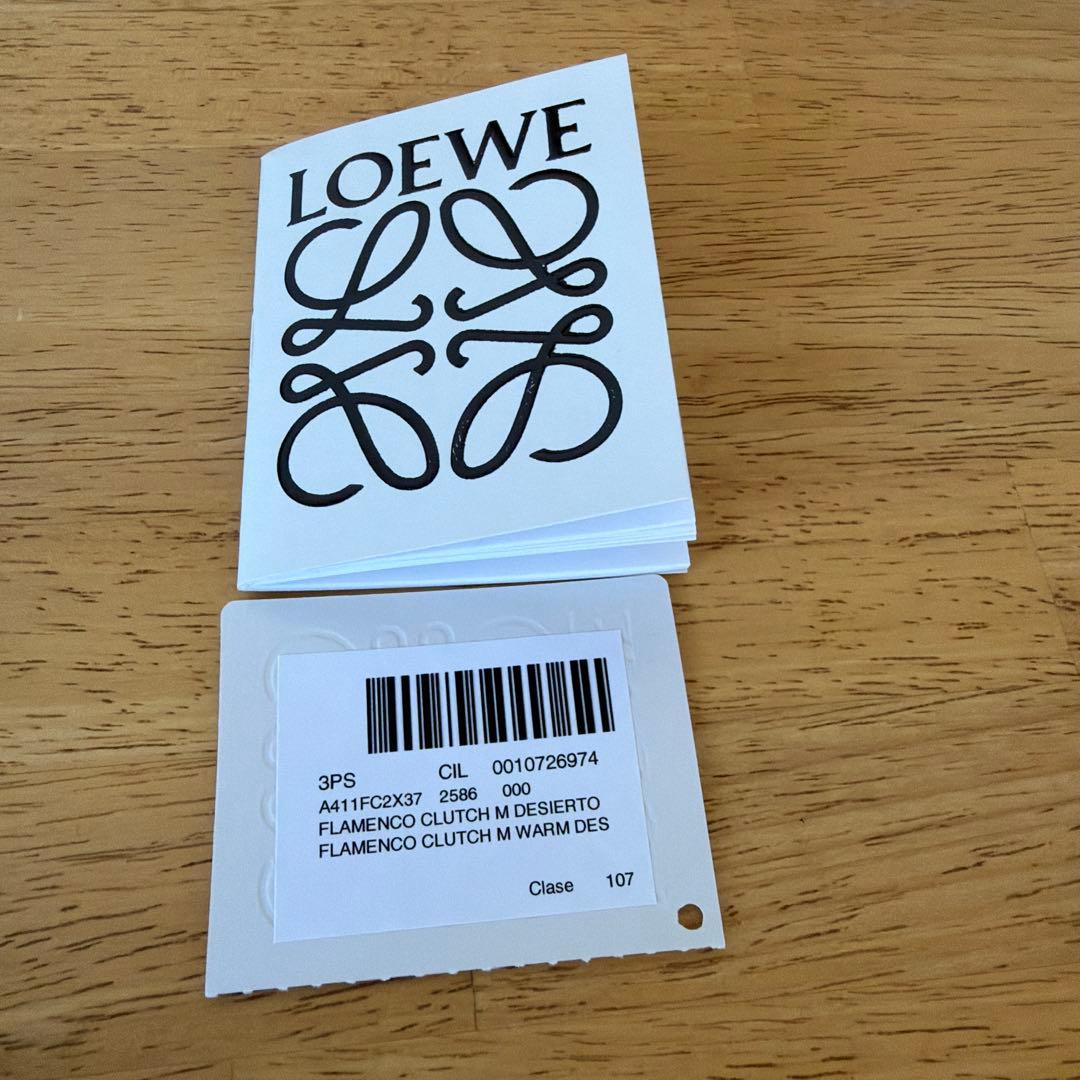 LOEWE
3PS CIL 0010726974
A411FC2X37 2586 000
FLAMENCO CLUTCH M DESIERTO
FLAMENCO CLUTCH M WARM DES
Clase 107